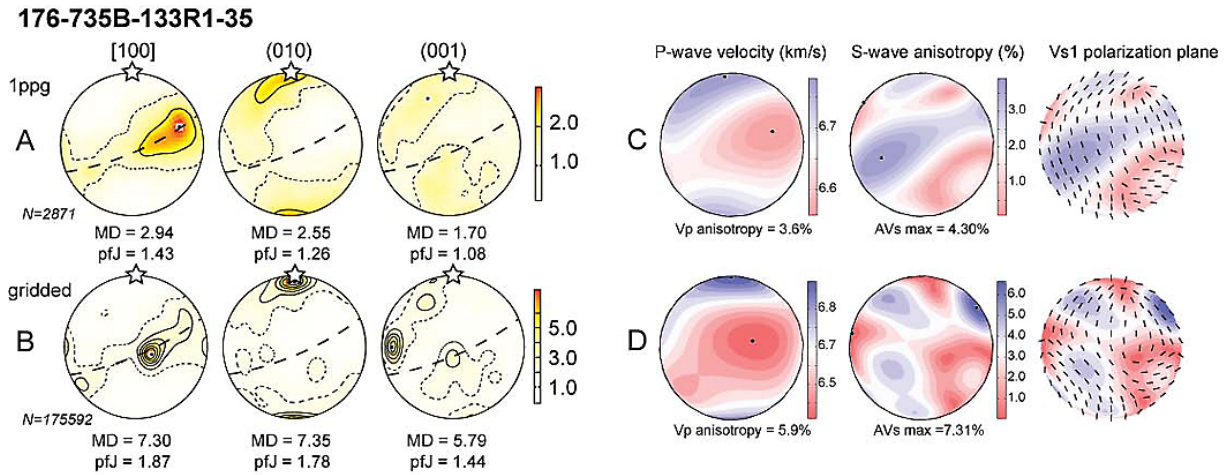 176-735B-133R1-35
[100] (010) (001)
1ppg
A
2.0
1.0
N=2871
MD = 2.94 MD = 2.55 MD = 1.70
pfJ = 1.43 pfJ = 1.26 pfJ = 1.08
gridded
B
5.0
3.0
1.0
N=175592
MD = 7.30 MD = 7.35 MD = 5.79
pfJ = 1.87 pfJ = 1.78 pfJ = 1.44
P-wave velocity (km/s) S-wave anisotropy (%) Vs1 polarization plane
C
6.7
6.6
3.0
2.0
1.0
Vp anisotropy = 3.6% AVs max = 4.30%
D
6.8
6.6
6.5
6.0
5.0
4.0
3.0
2.0
1.0
Vp anisotropy = 5.9% AVs max =7.31%